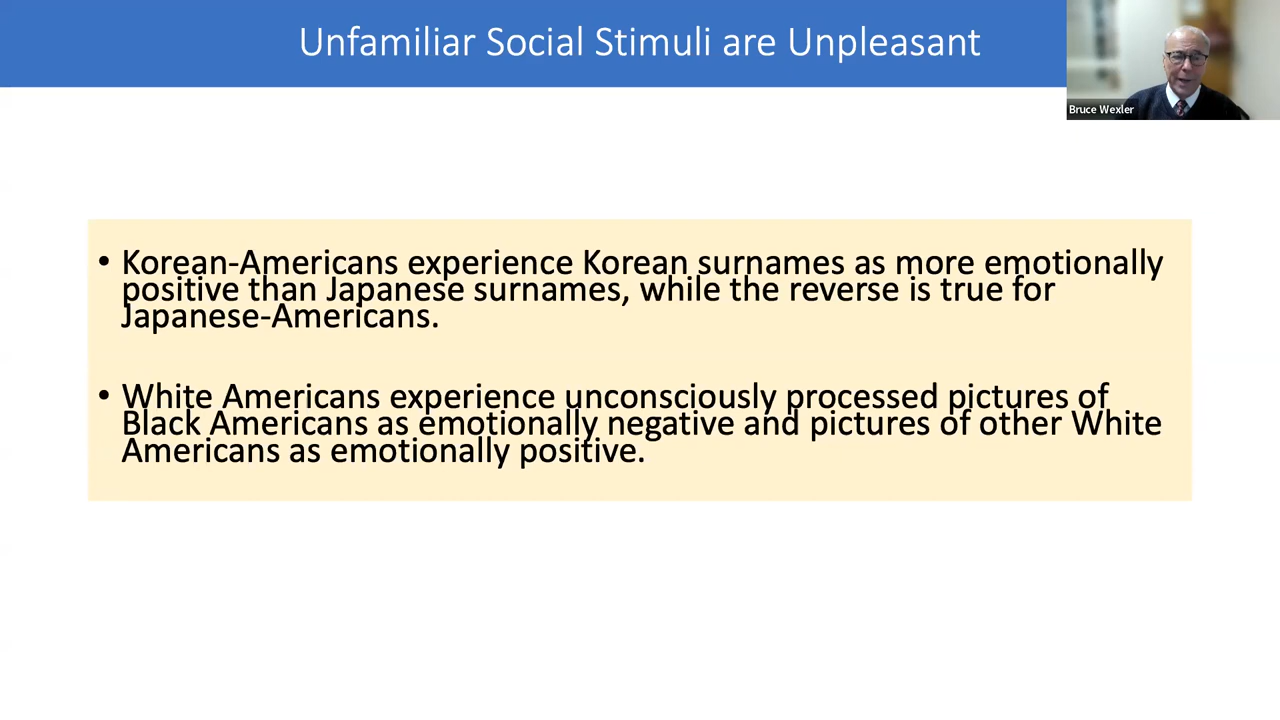 Unfamiliar Social Stimuli are Unpleasant
Bruce Wexler
• Korean-Americans experience Korean surnames as more emotionally
positive than Japanese surnames, while the reverse is true for
Japanese-Americans.
• White Americans experience unconsciously processed pictures of
Black Americans as emotionally negative and pictures of other White
Americans as emotionally positive.